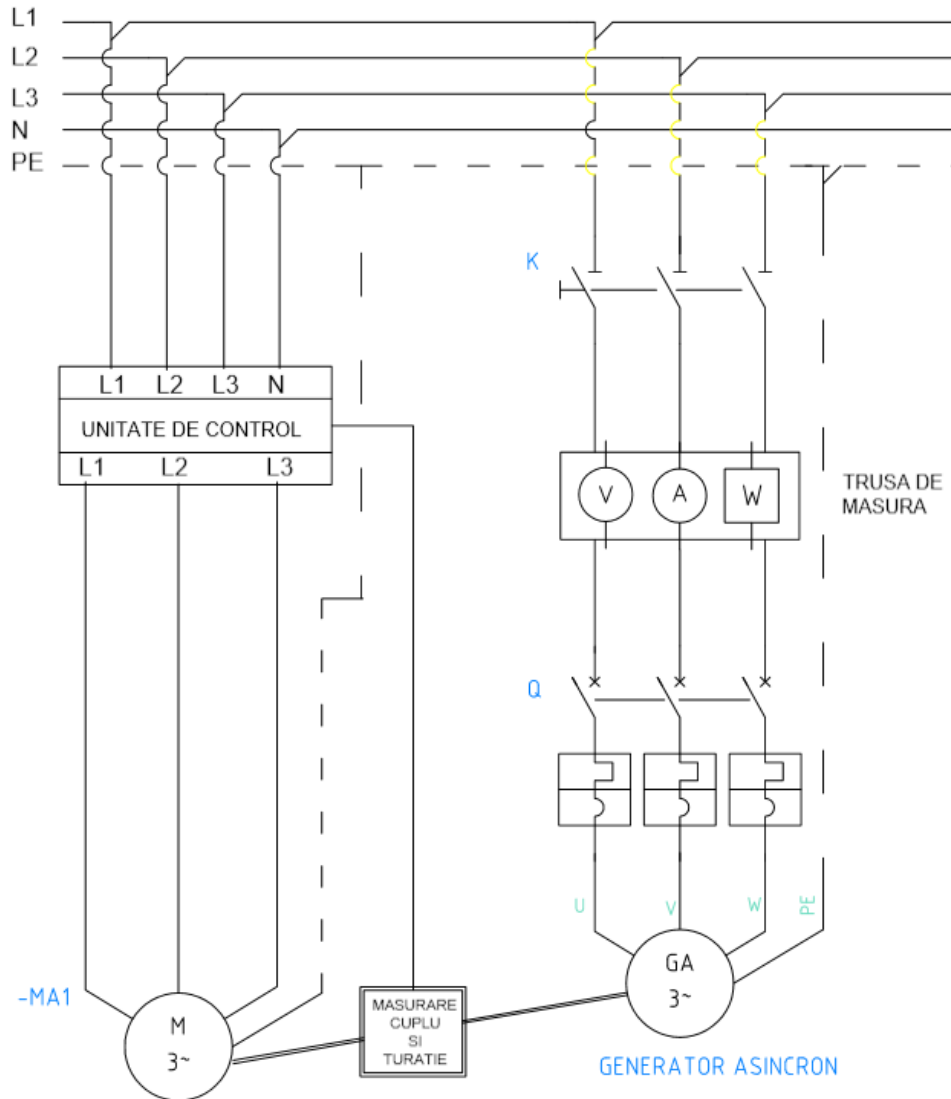 L1
L2
L3
N
PE
K
L1 L2 L3 N
UNITATE DE CONTROL
L1 L2 L3
V A W
TRUSA DE
MASURA
Q
U V W PE
GA
3~
-MA1
M
3~
MASURARE
CUPLU
SI
TURATIE
GENERATOR ASINCRON